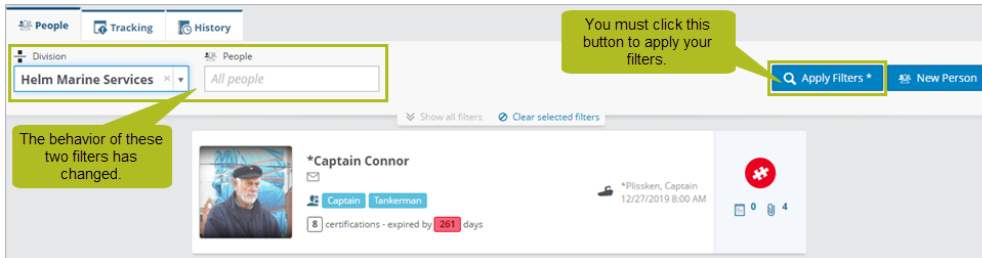 People
Tracking
History
You must click this
button to apply your
filters.
Division
People
Helm Marine Services × ▾
All people
Apply Filters *
New Person
The behavior of these
two filters has
changed.
Show all filters
Clear selected filters
*Captain Connor
Captain
Tankerman
8 certifications - expired by 261 days
*Plissken, Captain
12/27/2019 8:00 AM
0
4